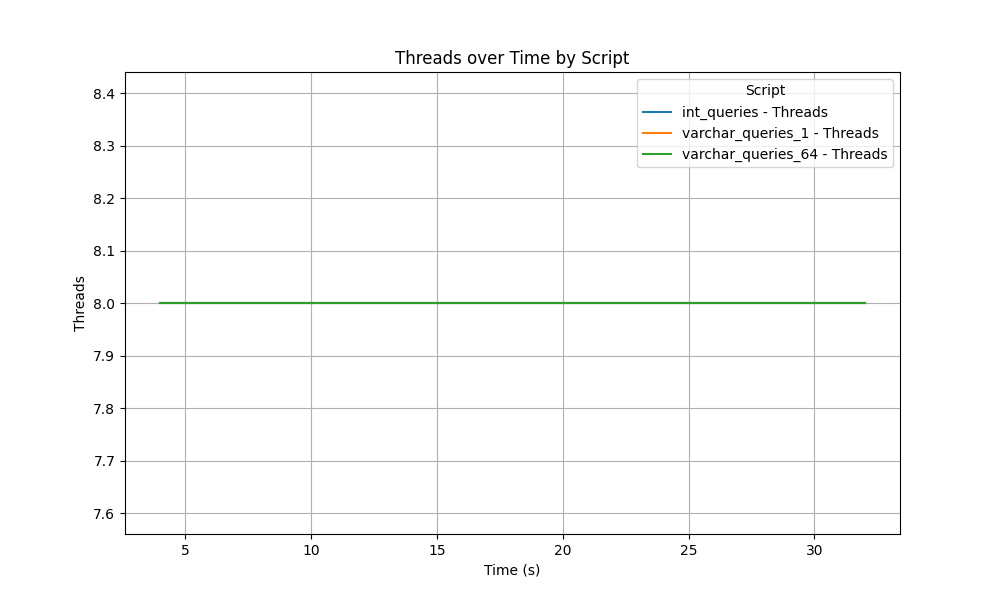 Threads over Time by Script
Script
int_queries - Threads
varchar_queries_1 - Threads
varchar_queries_64 - Threads
8.4
8.3
8.2
8.1
8.0
7.9
7.8
7.7
7.6
Threads
5 10 15 20 25 30
Time (s)